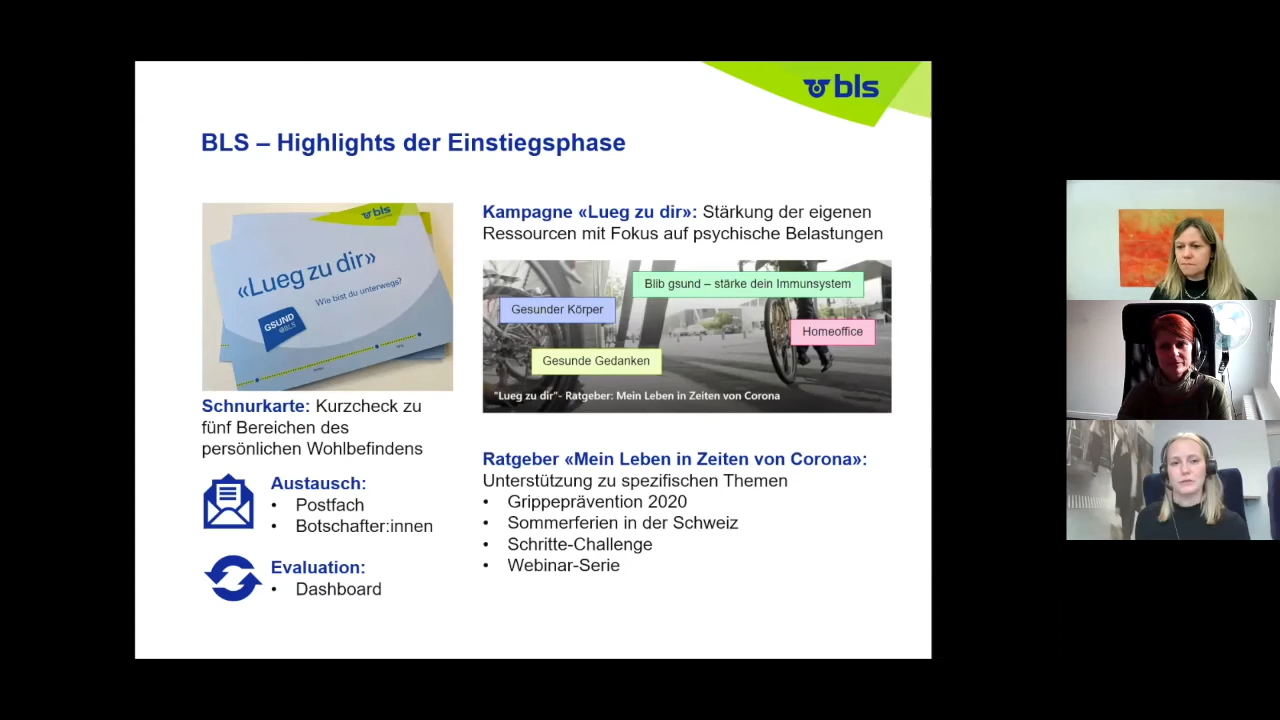 bls
BLS – Highlights der Einstiegsphase
bls
«Lueg zu dir»
Wie bist du unterwegs?
GSUND
@BLS
Schnurkarte: Kurzcheck zu
fünf Bereichen des
persönlichen Wohlbefindens
Austausch:
• Postfach
• Botschafter:innen
Evaluation:
• Dashboard
Kampagne «Lueg zu dir»: Stärkung der eigenen
Ressourcen mit Fokus auf psychische Belastungen
Blib gsund – stärke dein Immunsystem
Gesunder Körper
Homeoffice
Gesunde Gedanken
"Lueg zu dir"- Ratgeber: Mein Leben in Zeiten von Corona
Ratgeber «Mein Leben in Zeiten von Corona»:
Unterstützung zu spezifischen Themen
• Grippeprävention 2020
• Sommerferien in der Schweiz
• Schritte-Challenge
• Webinar-Serie